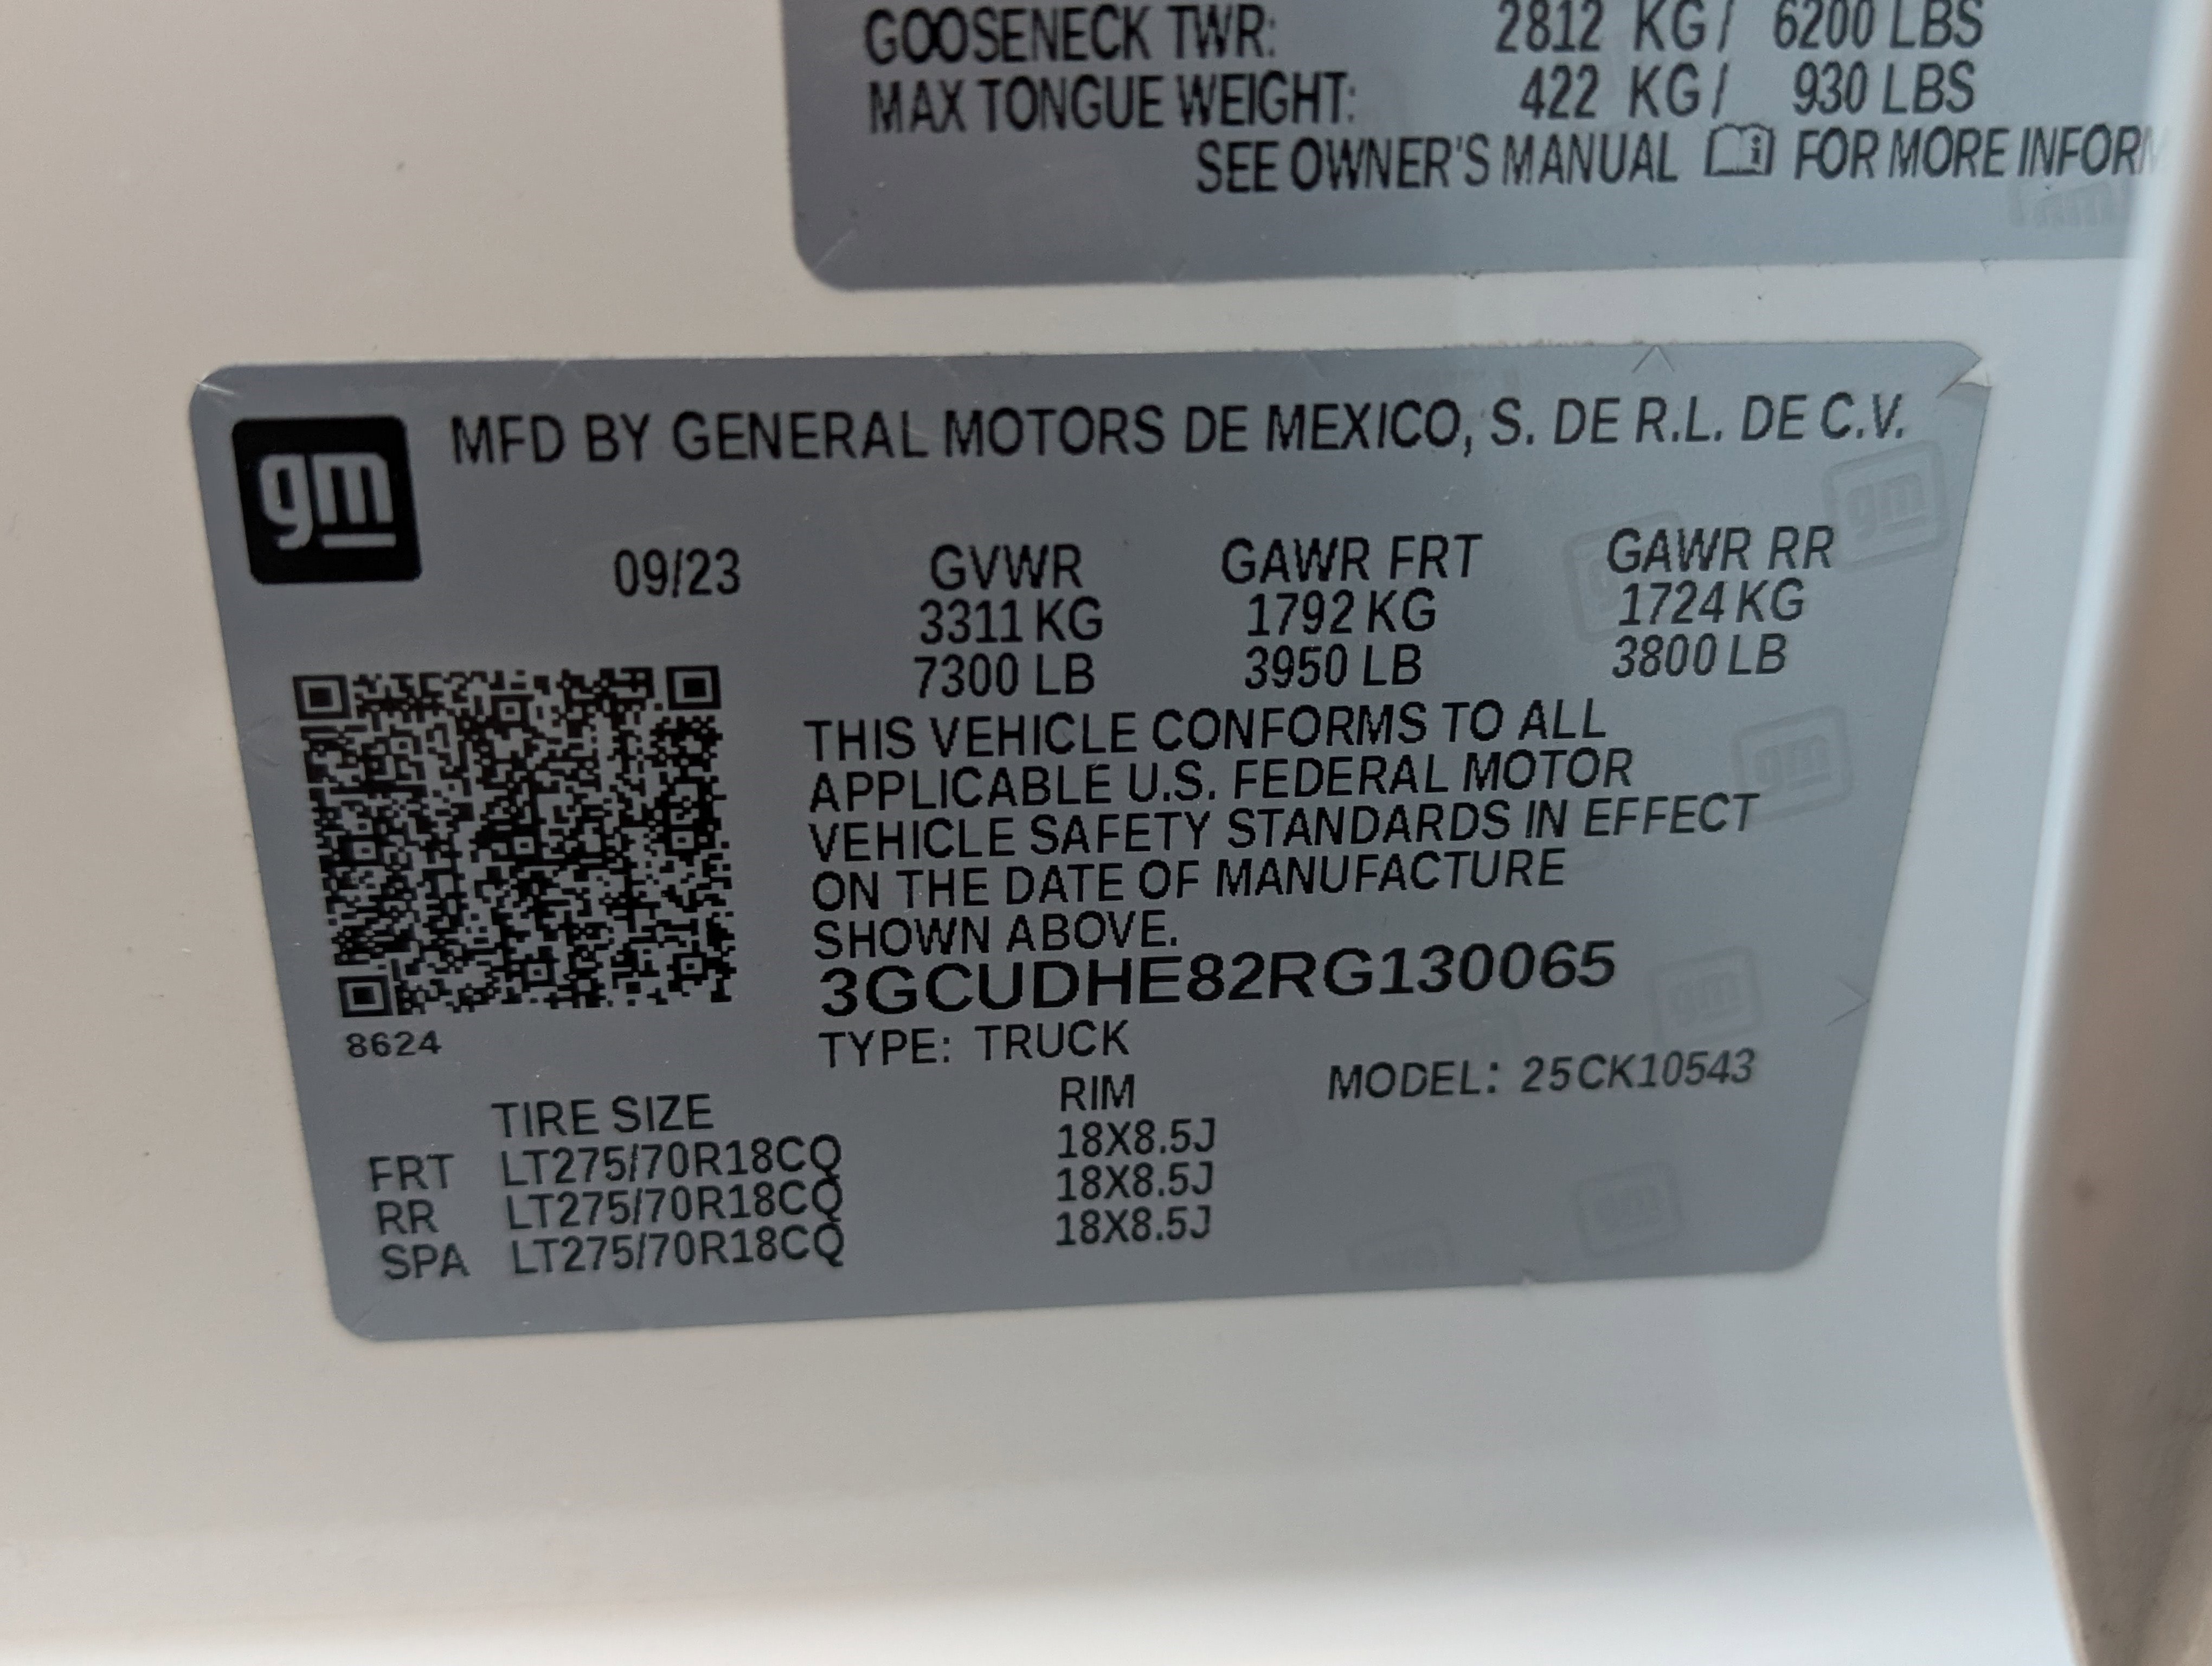 GOOSENECK TWR: 2812 KG/ 6200 LBS
MAX TONGUE WEIGHT: 422 KG/ 930 LBS
SEE OWNER'S MANUAL FOR MORE INFORM
gm
MFD BY GENERAL MOTORS DE MEXICO, S. DE R.L. DE C.V.
09/23 GVWR GAWR FRT GAWR RR
3311 KG 1792 KG 1724 KG
7300 LB 3950 LB 3800 LB
THIS VEHICLE CONFORMS TO ALL
APPLICABLE U.S. FEDERAL MOTOR
VEHICLE SAFETY STANDARDS IN EFFECT
ON THE DATE OF MANUFACTURE
SHOWN ABOVE.
3GCUDHE82RG130065
8624
TYPE: TRUCK
MODEL: 25CK10543
TIRE SIZE RIM
FRT LT275/70R18CQ 18X8.5J
RR LT275/70R18CQ 18X8.5J
SPA LT275/70R18CQ 18X8.5J